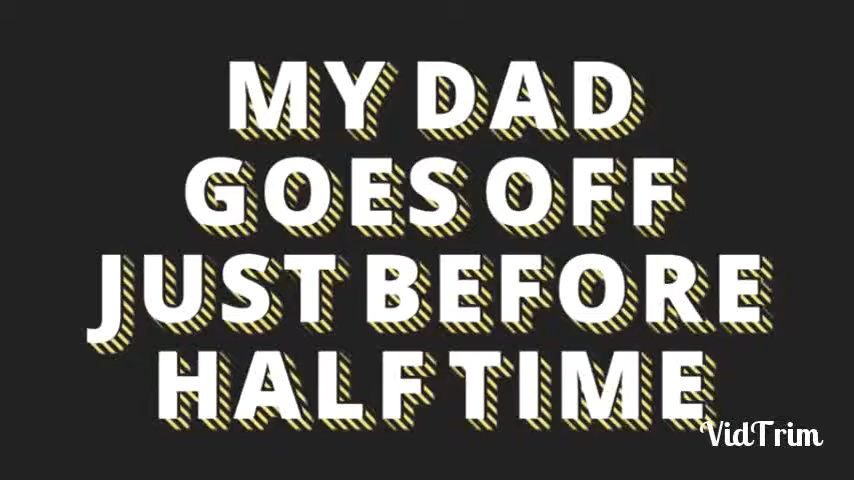 MY DAD
GOES OFF
JUST BEFORE
HALF TIME
VidTrim